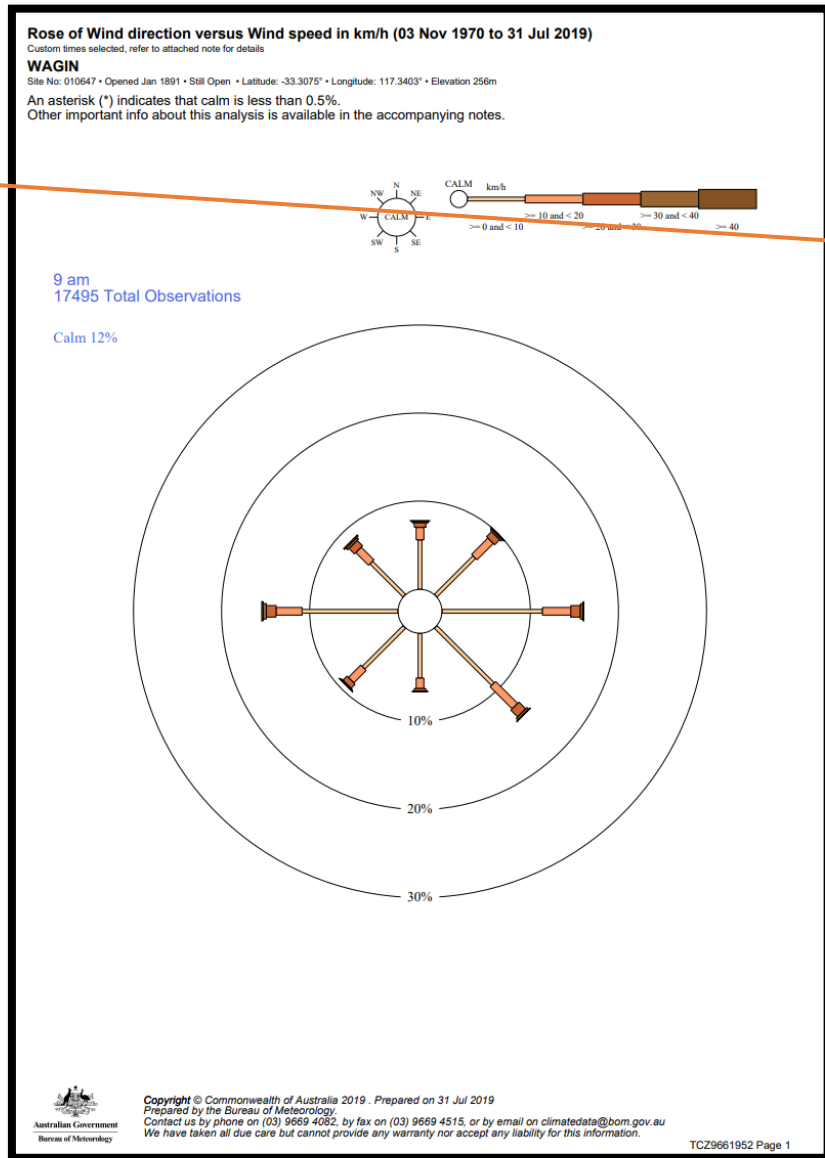 Rose of Wind direction versus Wind speed in km/h (03 Nov 1970 to 31 Jul 2019)
Custom times selected, refer to attached note for details
WAGIN
Site No: 010647 • Opened Jan 1891 • Still Open • Latitude: -33.3075° • Longitude: 117.3403° • Elevation 256m
An asterisk (*) indicates that calm is less than 0.5%.
Other important info about this analysis is available in the accompanying notes.
N
NW NE
W CALM E
SW SE
S
CALM km/h
>= 10 and < 20 >= 30 and < 40
>= 0 and < 10 >= 20 and < 30 >= 40
9 am
17495 Total Observations
Calm 12%
10%
20%
30%
Australian Government
Bureau of Meteorology
Copyright © Commonwealth of Australia 2019 . Prepared on 31 Jul 2019
Prepared by the Bureau of Meteorology.
Contact us by phone on (03) 9669 4082, by fax on (03) 9669 4515, or by email on climatedata@bom.gov.au
We have taken all due care but cannot provide any warranty nor accept any liability for this information.
TCZ9661952 Page 1